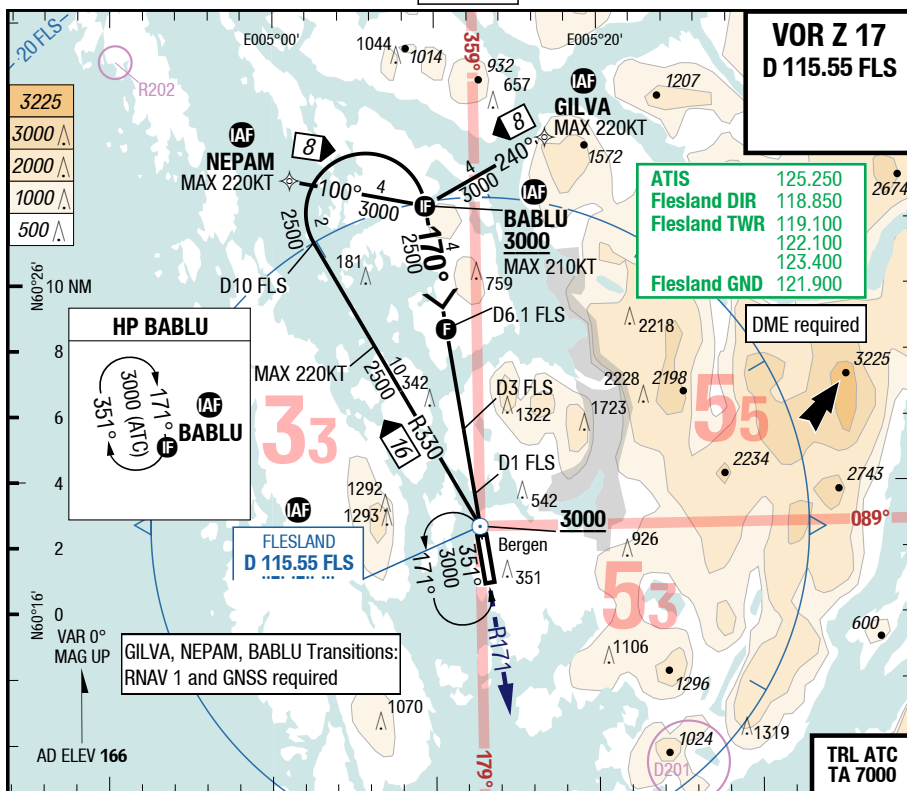 20 FLS
R202
E005°00'
E005°20'
359°
VOR Z 17
D 115.55 FLS
1044
1014
932
657
1207
1572
2674
3225
3000
2000
1000
500
IAF
NEPAM
MAX 220KT
8
IAF
GILVA
MAX 220KT
8
100°
4
3000
240°
4
3000
IF
IAF
BABLU
3000
MAX 210KT
170°
4
2500
2
2500
ATIS 125.250
Flesland DIR 118.850
Flesland TWR 119.100
122.100
123.400
Flesland GND 121.900
DME required
N60°26'
10 NM
8
6
4
2
0
N60°16'
D10 FLS
181
759
F
D6.1 FLS
2218
3225
HP BABLU
171°
3000 (ATC)
351°
IF
IAF
BABLU
MAX 220KT
10
2500
342
R330
16
D3 FLS
1322
1723
2228
2198
2234
2743
33
55
53
D1 FLS
542
1292
1293
IAF
FLESLAND
D 115.55 FLS
3000
089°
Bergen
351
926
351°
3000
171°
R171
600
VAR 0°
MAG UP
GILVA, NEPAM, BABLU Transitions:
RNAV 1 and GNSS required
1106
1296
1070
1319
1024
D201
179°
AD ELEV 166
TRL ATC
TA 7000